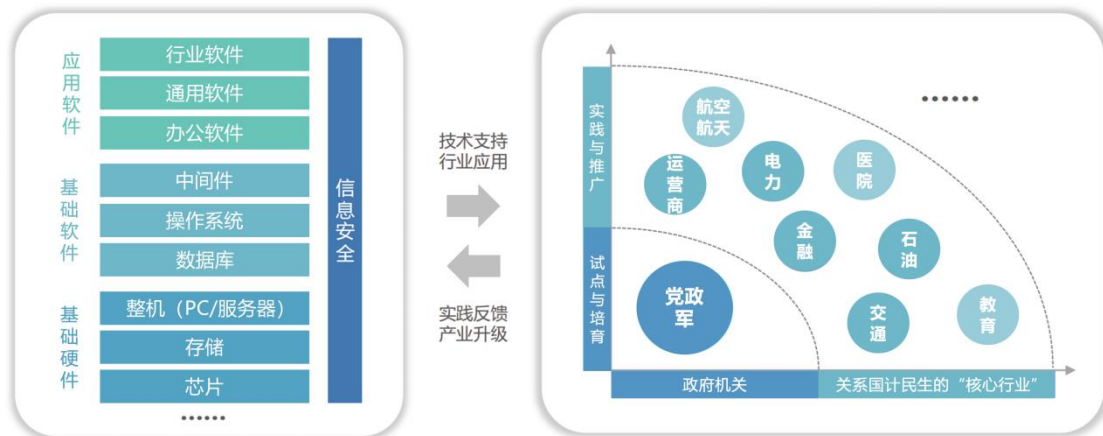 应用软件
行业软件
通用软件
办公软件
基础软件
中间件
操作系统
数据库
基础硬件
整机（PC/服务器）
存储
芯片
......
信息安全
技术支持
行业应用
实践反馈
产业升级
实践与推广
试点与培育
航空
航天
运营商
电力
医院
金融
石油
党政
军
交通
教育
......
政府机关
关系国计民生的“核心行业”